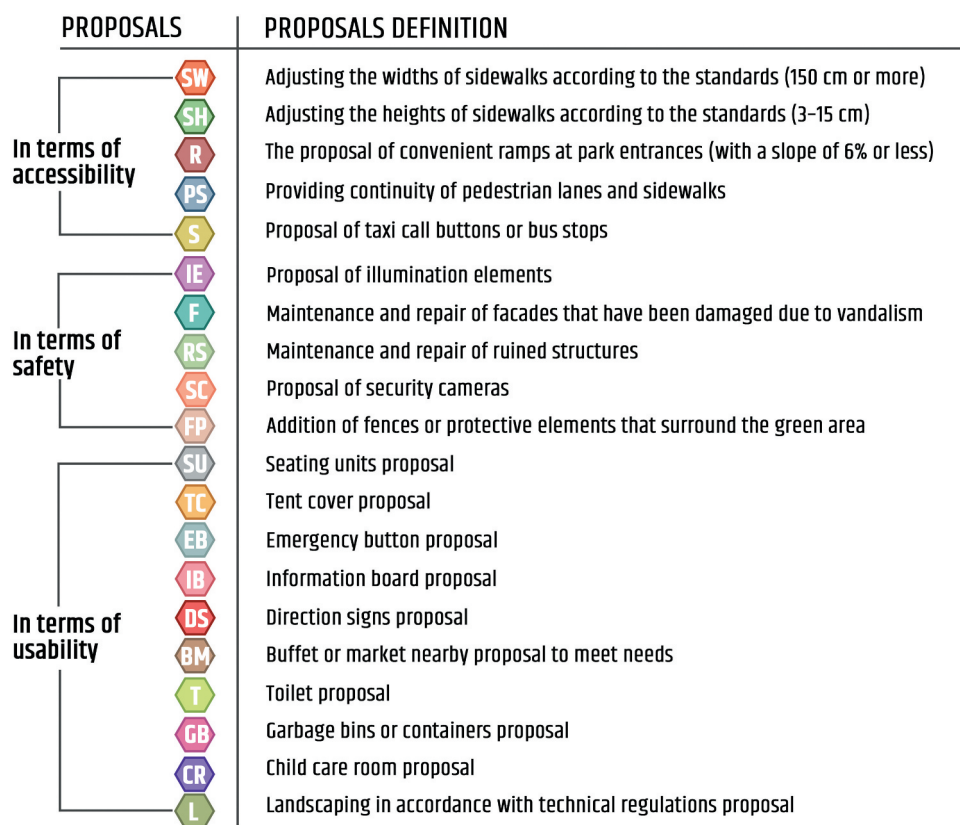 PROPOSALS PROPOSALS DEFINITION
In terms of
accessibility
SW Adjusting the widths of sidewalks according to the standards (150 cm or more)
SH Adjusting the heights of sidewalks according to the standards (3–15 cm)
R The proposal of convenient ramps at park entrances (with a slope of 6% or less)
PS Providing continuity of pedestrian lanes and sidewalks
S Proposal of taxi call buttons or bus stops
In terms of
safety
IE Proposal of illumination elements
F Maintenance and repair of facades that have been damaged due to vandalism
RS Maintenance and repair of ruined structures
SC Proposal of security cameras
FP Addition of fences or protective elements that surround the green area
In terms of
usability
SU Seating units proposal
TC Tent cover proposal
EB Emergency button proposal
IB Information board proposal
DS Direction signs proposal
BM Buffet or market nearby proposal to meet needs
T Toilet proposal
GB Garbage bins or containers proposal
CR Child care room proposal
L Landscaping in accordance with technical regulations proposal